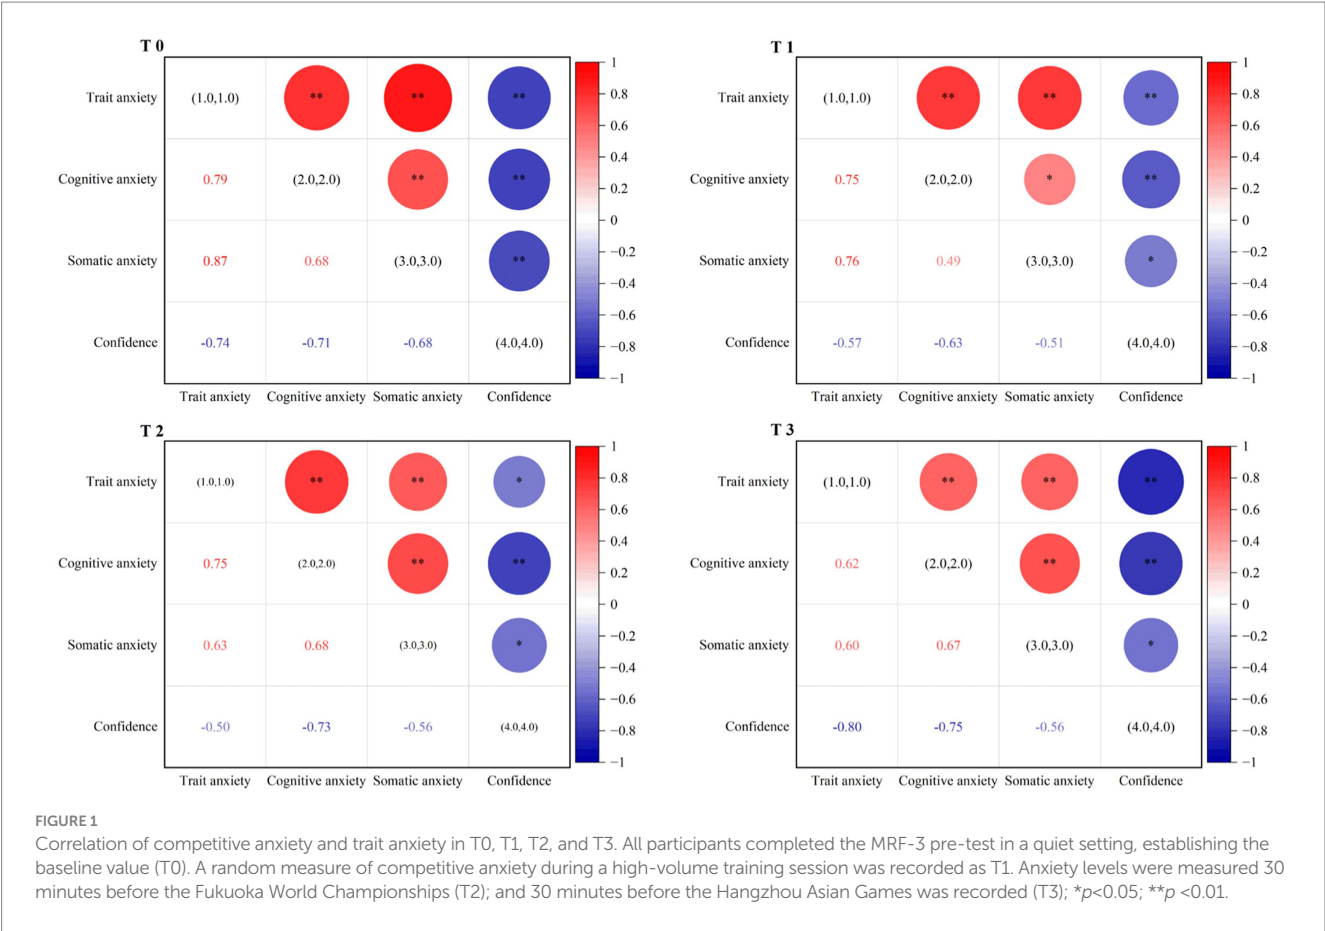 T 0
Trait anxiety (1.0,1.0) ** ** **
Cognitive anxiety 0.79 (2.0,2.0) ** **
Somatic anxiety 0.87 0.68 (3.0,3.0) **
Confidence -0.74 -0.71 -0.68 (4.0,4.0)
Trait anxiety Cognitive anxiety Somatic anxiety Confidence
1
0.8
0.6
0.4
0.2
0
-0.2
-0.4
-0.6
-0.8
-1
T 1
Trait anxiety (1.0,1.0) ** ** **
Cognitive anxiety 0.75 (2.0,2.0) * **
Somatic anxiety 0.76 0.49 (3.0,3.0) *
Confidence -0.57 -0.63 -0.51 (4.0,4.0)
Trait anxiety Cognitive anxiety Somatic anxiety Confidence
1
0.8
0.6
0.4
0.2
0
-0.2
-0.4
-0.6
-0.8
-1
T 2
Trait anxiety (1.0,1.0) ** ** *
Cognitive anxiety 0.75 (2.0,2.0) ** **
Somatic anxiety 0.63 0.68 (3.0,3.0) *
Confidence -0.50 -0.73 -0.56 (4.0,4.0)
Trait anxiety Cognitive anxiety Somatic anxiety Confidence
1
0.8
0.6
0.4
0.2
0
-0.2
-0.4
-0.6
-0.8
-1
T 3
Trait anxiety (1.0,1.0) ** ** **
Cognitive anxiety 0.62 (2.0,2.0) ** **
Somatic anxiety 0.60 0.67 (3.0,3.0) *
Confidence -0.80 -0.75 -0.56 (4.0,4.0)
Trait anxiety Cognitive anxiety Somatic anxiety Confidence
1
0.8
0.6
0.4
0.2
0
-0.2
-0.4
-0.6
-0.8
-1
FIGURE 1
Correlation of competitive anxiety and trait anxiety in T0, T1, T2, and T3. All participants completed the MRF-3 pre-test in a quiet setting, establishing the
baseline value (T0). A random measure of competitive anxiety during a high-volume training session was recorded as T1. Anxiety levels were measured 30
minutes before the Fukuoka World Championships (T2); and 30 minutes before the Hangzhou Asian Games was recorded (T3); *p<0.05; **p <0.01.